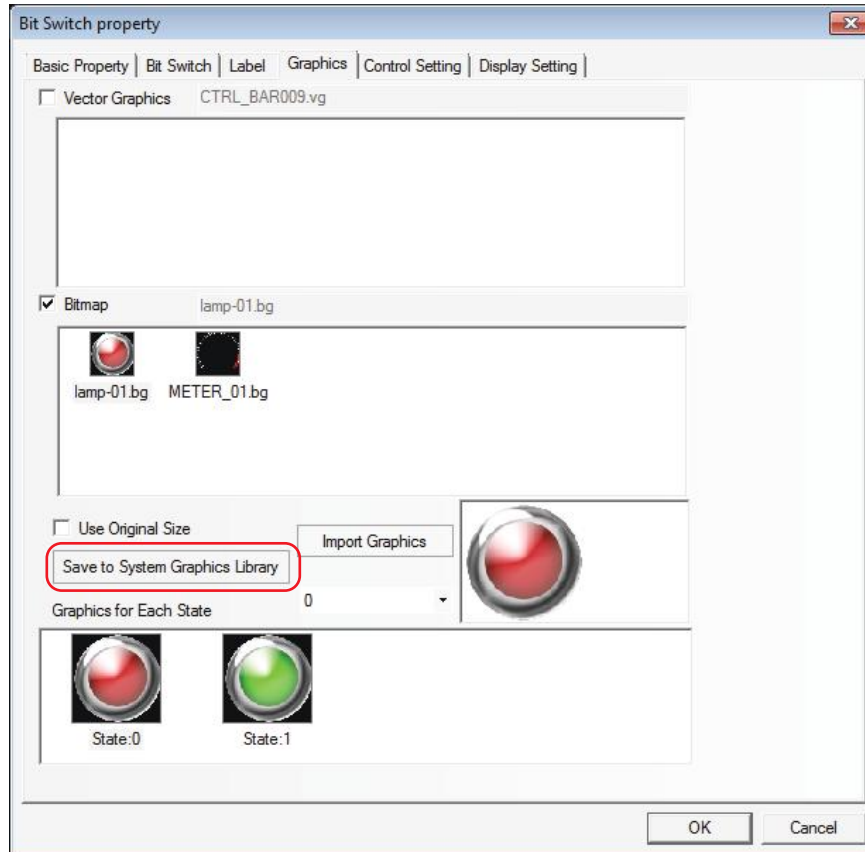 Bit Switch property
Basic Property Bit Switch Label Graphics Control Setting Display Setting
Vector Graphics CTRL_BAR009.vg
Bitmap lamp-01.bg
lamp-01.bg METER_01.bg
Use Original Size
Import Graphics
Save to System Graphics Library
0
Graphics for Each State
State:0 State:1
OK Cancel